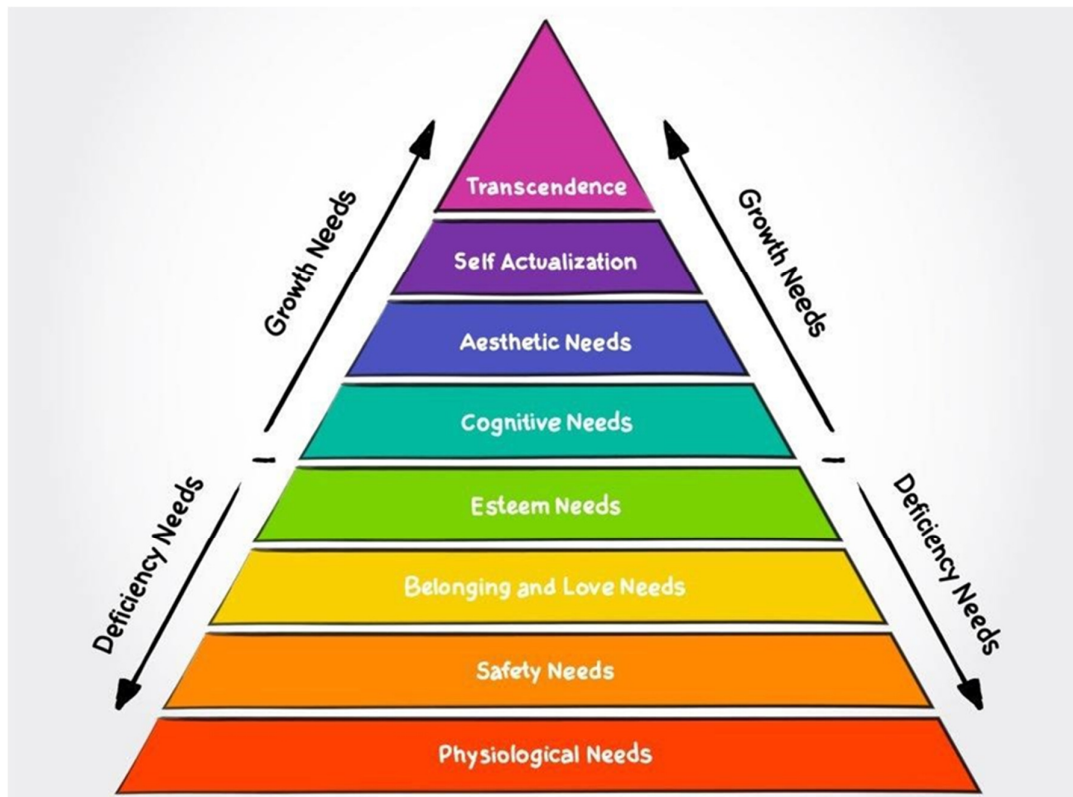 Transcendence
Growth Needs
Growth Needs
Self Actualization
Aesthetic Needs
Cognitive Needs
Esteem Needs
Deficiency Needs
Deficiency Needs
Belonging and Love Needs
Safety Needs
Physiological Needs